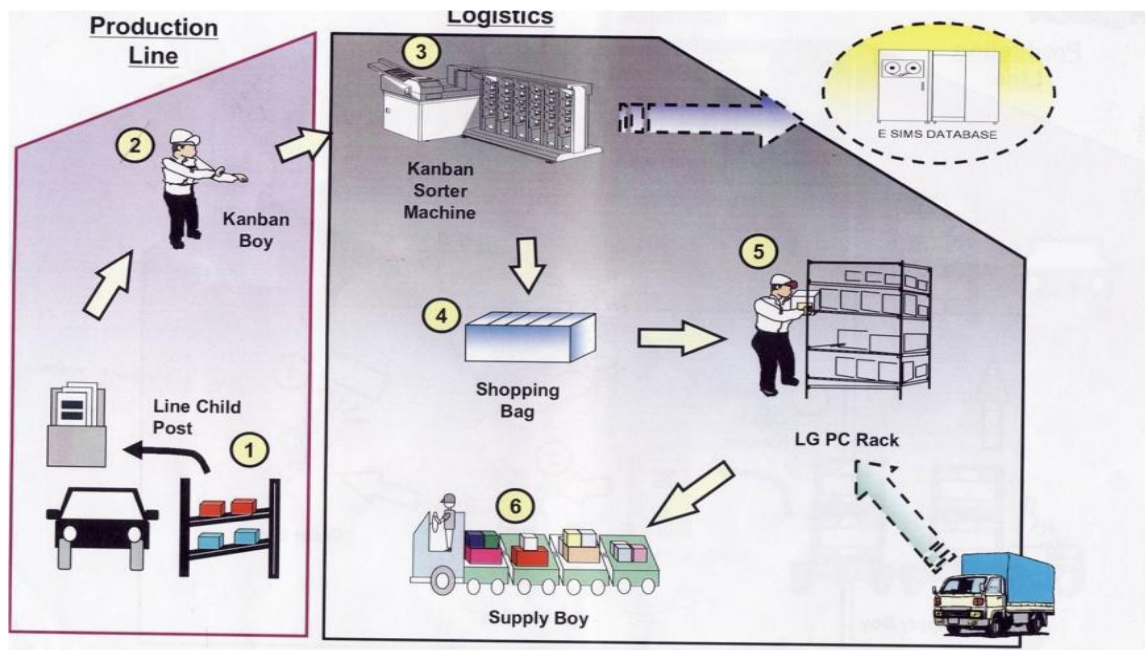 Production
Line
Logistics
3
2
E SIMS DATABASE
Kanban
Boy
Kanban
Sorter
Machine
5
4
Shopping
Bag
Line Child
Post
1
LG PC Rack
6
Supply Boy